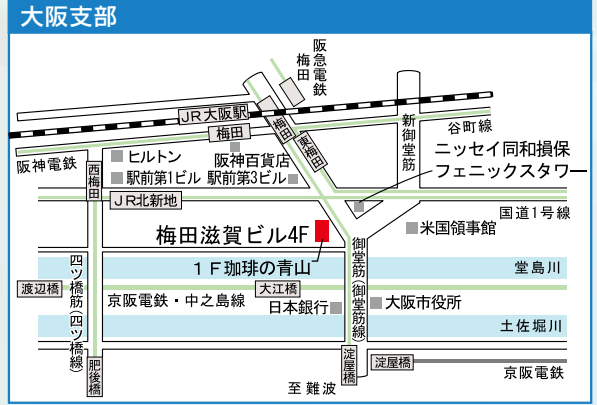 大阪支部
阪急電鉄
梅田
JR大阪駅
梅田
梅田
東梅田
新御堂筋
谷町線
阪神電鉄
ヒルトン
阪神百貨店
駅前第1ビル
駅前第3ビル
ニッセイ同和損保
フェニックスタワー
西梅田
JR北新地
国道1号線
梅田滋賀ビル4F
米国領事館
1F珈琲の青山
御堂筋(御堂筋線)
四ツ橋筋(四ツ橋線)
堂島川
渡辺橋
京阪電鉄・中之島線
大江橋
日本銀行
大阪市役所
土佐堀川
肥後橋
淀屋橋
淀屋橋
京阪電鉄
至難波